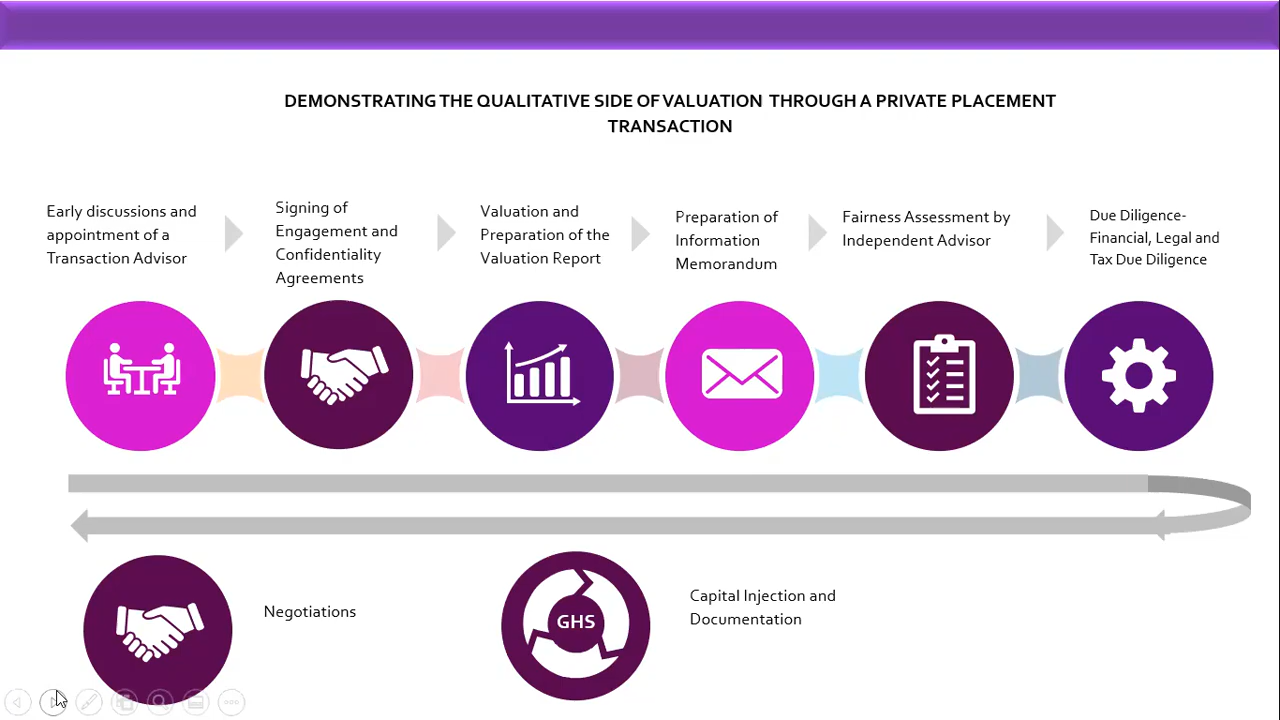 DEMONSTRATING THE QUALITATIVE SIDE OF VALUATION THROUGH A PRIVATE PLACEMENT
TRANSACTION
Early discussions and
appointment of a
Transaction Advisor
Signing of
Engagement and
Confidentiality
Agreements
Valuation and
Preparation of the
Valuation Report
Preparation of
Information
Memorandum
Fairness Assessment by
Independent Advisor
Due Diligence-
Financial, Legal and
Tax Due Diligence
Negotiations
GHS
Capital Injection and
Documentation